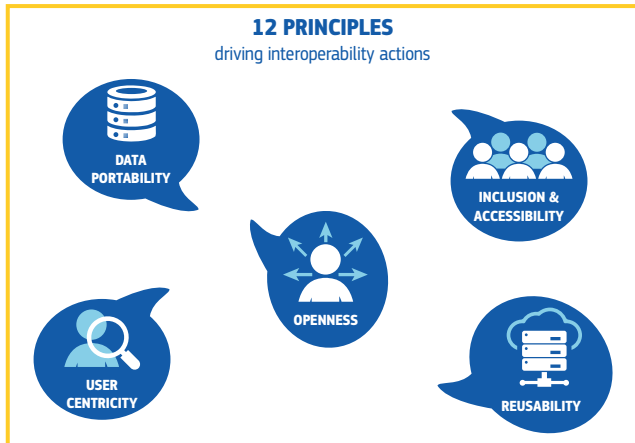 12 PRINCIPLES
driving interoperability actions
DATA
PORTABILITY
INCLUSION &
ACCESSIBILITY
OPENNESS
USER
CENTRICITY
REUSABILITY